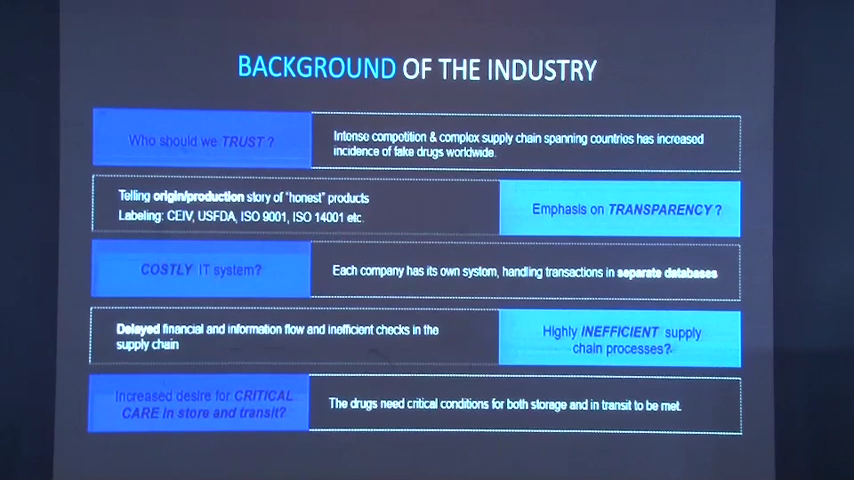 BACKGROUND OF THE INDUSTRY
Who should we TRUST ?
Intense competition & complex supply chain spanning countries has increased
incidence of fake drugs worldwide.
Telling origin/production story of "honest" products
Labeling: CEIV, USFDA, ISO 9001, ISO 14001 etc.
Emphasis on TRANSPARENCY ?
COSTLY IT system?
Each company has its own system, handling transactions in separate databases
Delayed financial and information flow and inefficient checks in the
supply chain
Highly INEFFICIENT supply
chain processes?
Increased desire for CRITICAL
CARE in store and transit?
The drugs need critical conditions for both storage and in transit to be met.